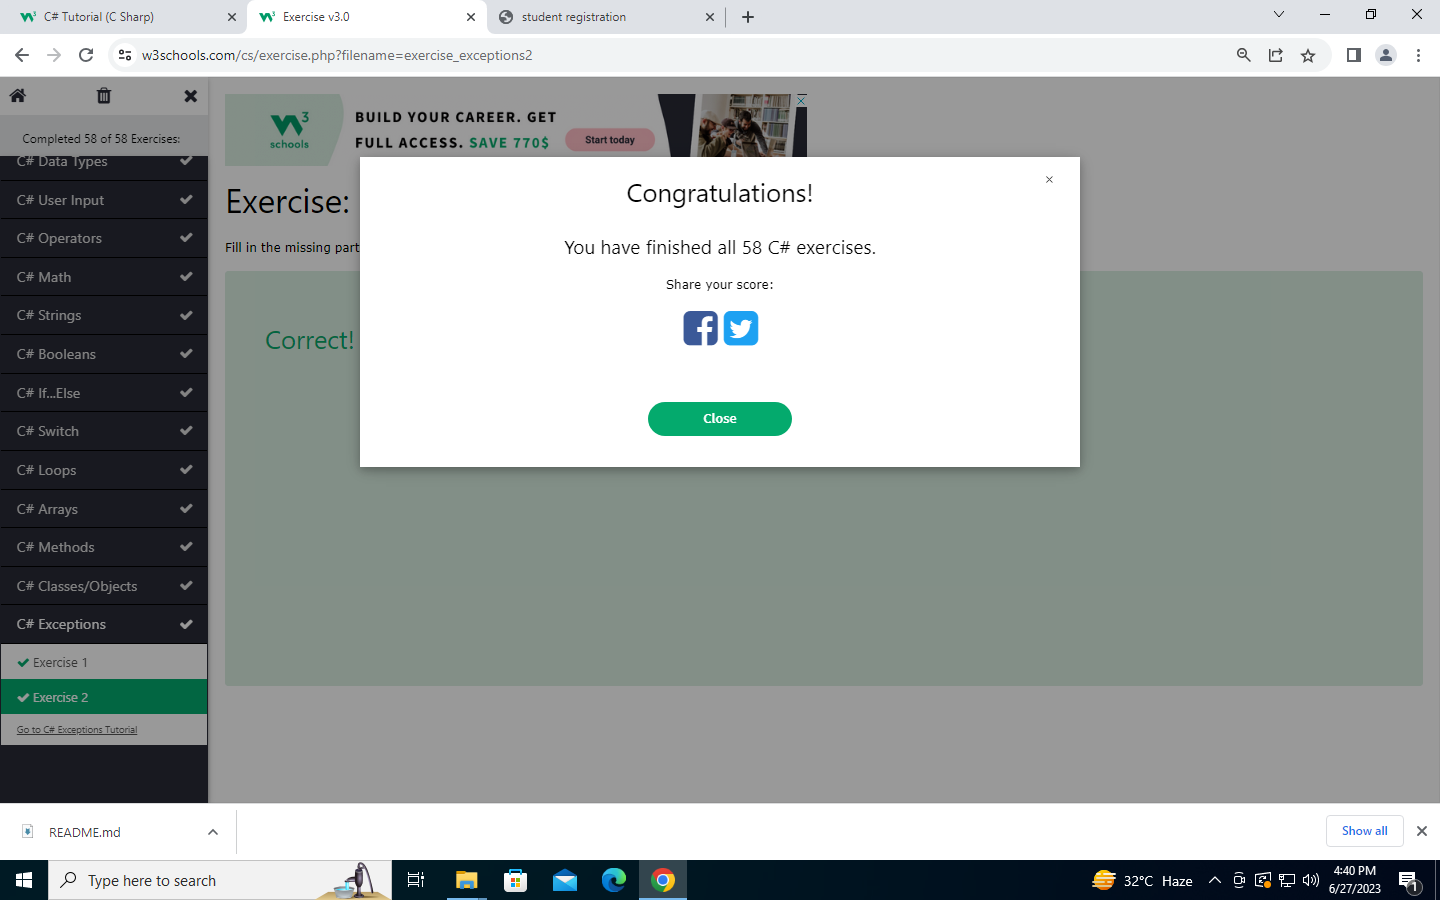 C# Tutorial (C Sharp)
Exercise v3.0
student registration
w3schools.com/cs/exercise.php?filename=exercise_exceptions2
Completed 58 of 58 Exercises:
C# Data Types
C# User Input
C# Operators
C# Math
C# Strings
C# Booleans
C# If...Else
C# Switch
C# Loops
C# Arrays
C# Methods
C# Classes/Objects
C# Exceptions
Exercise 1
Exercise 2
Go to C# Exceptions Tutorial
W3
schools
BUILD YOUR CAREER. GET
FULL ACCESS. SAVE 770$
Start today
Exercise:
Fill in the missing part
Correct!
Congratulations!
×
You have finished all 58 C# exercises.
Share your score:
Close
README.md
Show all
Type here to search
32°C Haze
4:40 PM
6/27/2023
1